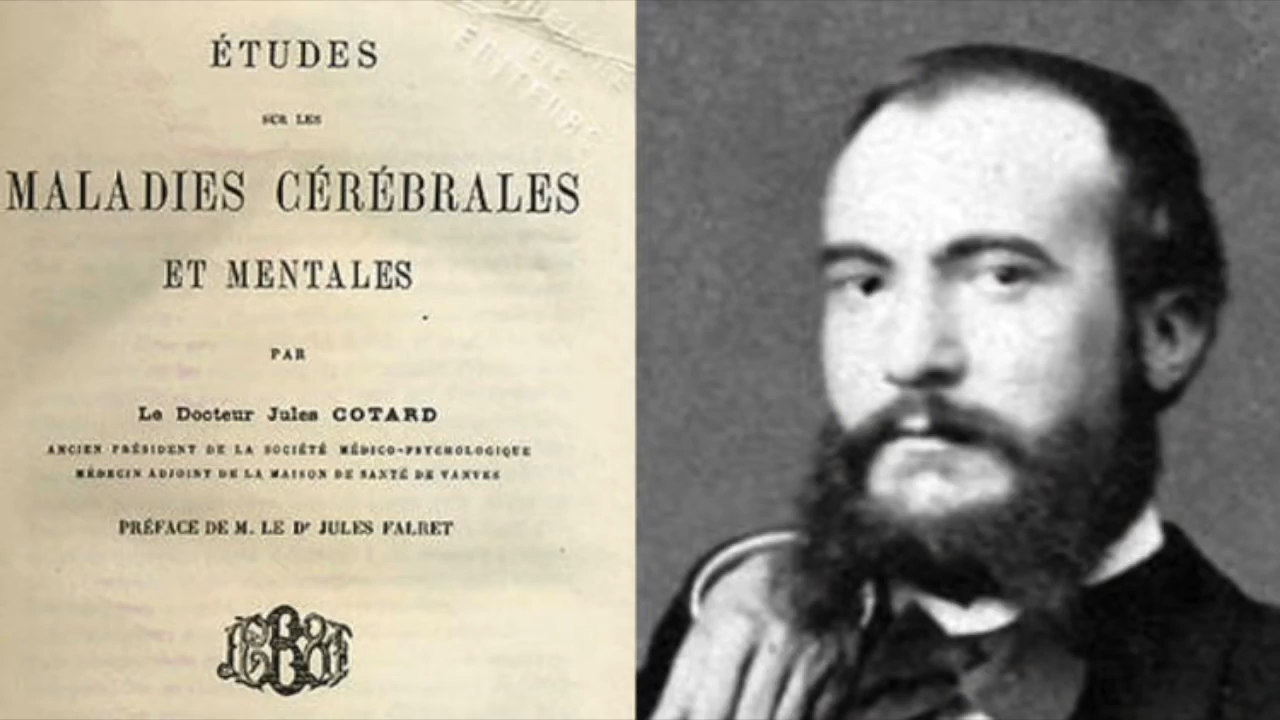 ÉTUDES
SUR LES
MALADIES CÉRÉBRALES
ET MENTALES
PAR
Le Docteur Jules COTARD
ANCIEN PRÉSIDENT DE LA SOCIÉTÉ MÉDICO-PSYCHOLOGIQUE
MÉDECIN ADJOINT DE LA MAISON DE SANTÉ DE VANVES
PRÉFACE DE M. LE Dr JULES FALRET